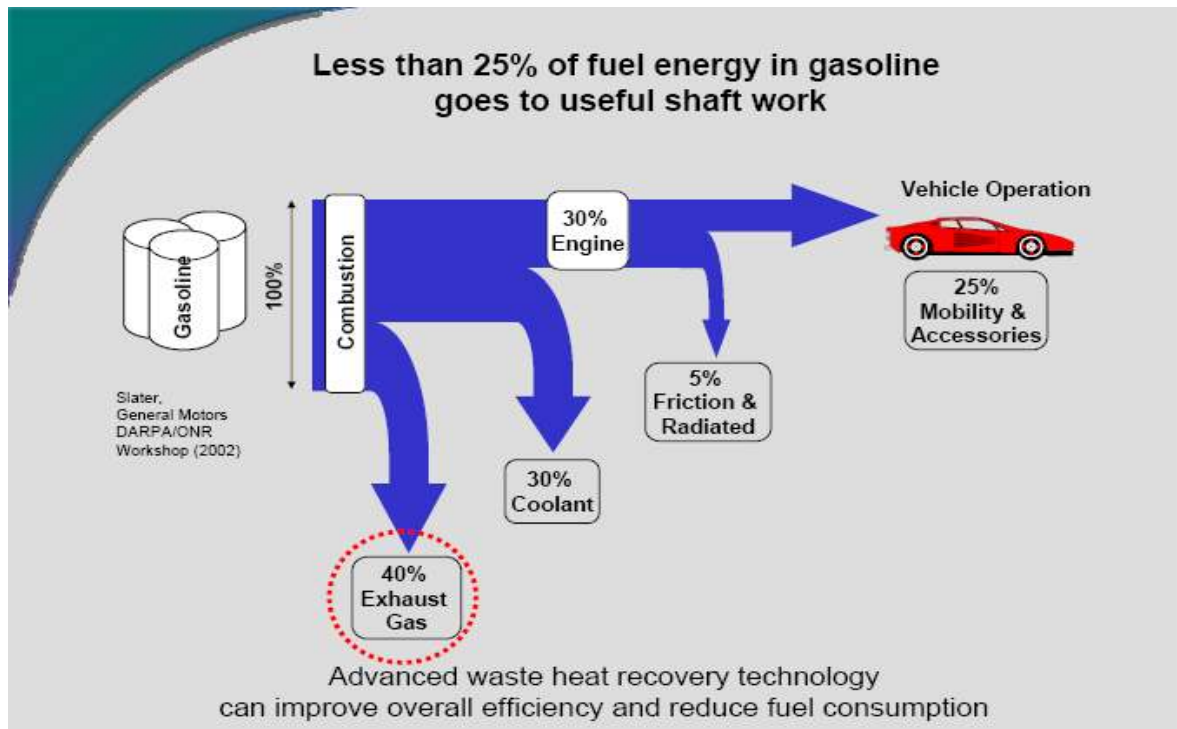 Less than 25% of fuel energy in gasoline
goes to useful shaft work
Gasoline
100%
Combustion
30%
Engine
Vehicle Operation
25%
Mobility &
Accessories
5%
Friction &
Radiated
30%
Coolant
40%
Exhaust
Gas
Slater,
General Motors
DARPA/ONR
Workshop (2002)
Advanced waste heat recovery technology
can improve overall efficiency and reduce fuel consumption